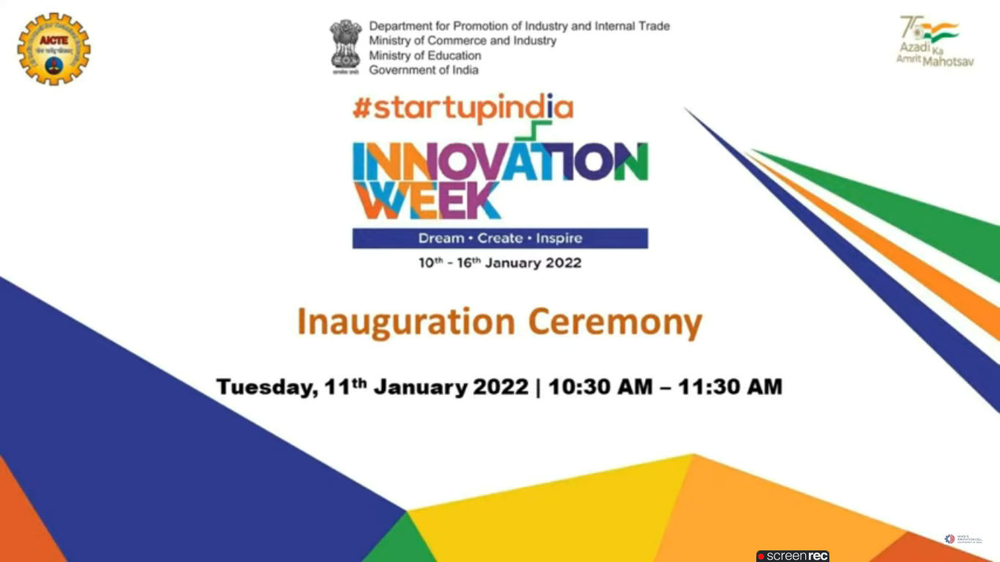 AICTE
Department for Promotion of Industry and Internal Trade
Ministry of Commerce and Industry
Ministry of Education
Government of India
75
Azadi
Ka
Amrit Mahotsav
#startupindia
INNOVATION
WEEK
Dream • Create • Inspire
10th - 16th January 2022
Inauguration Ceremony
Tuesday, 11th January 2022 | 10:30 AM – 11:30 AM
INNOVATION CELL
screenrec